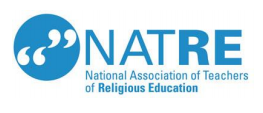 NATRE
National Association of Teachers
of Religious Education